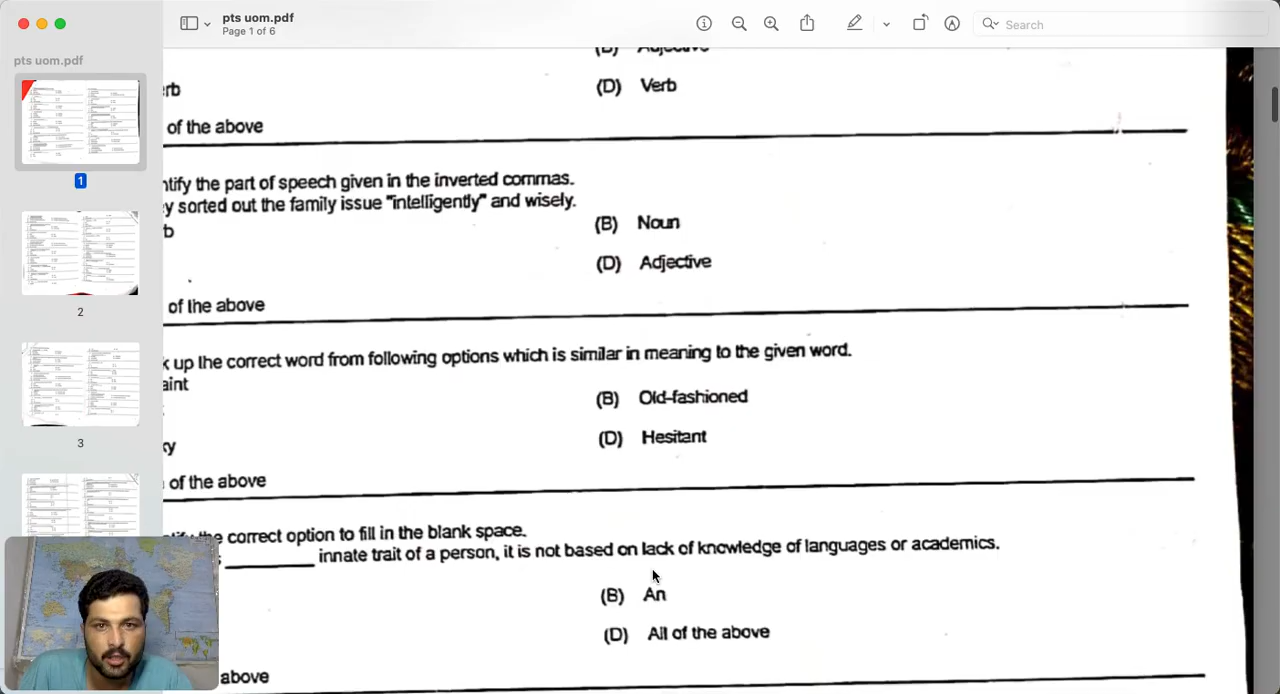 pts uom.pdf
Page 1 of 6
Search
pts uom.pdf
1
2
3
(D) Verb
of the above
tify the part of speech given in the inverted commas.
y sorted out the family issue "intelligently" and wisely.
(B) Noun
(D) Adjective
of the above
up the correct word from following options which is similar in meaning to the given word.
aint
(B) Old-fashioned
(D) Hesitant
of the above
the correct option to fill in the blank space.
innate trait of a person, it is not based on lack of knowledge of languages or academics.
(B) An
(D) All of the above
above